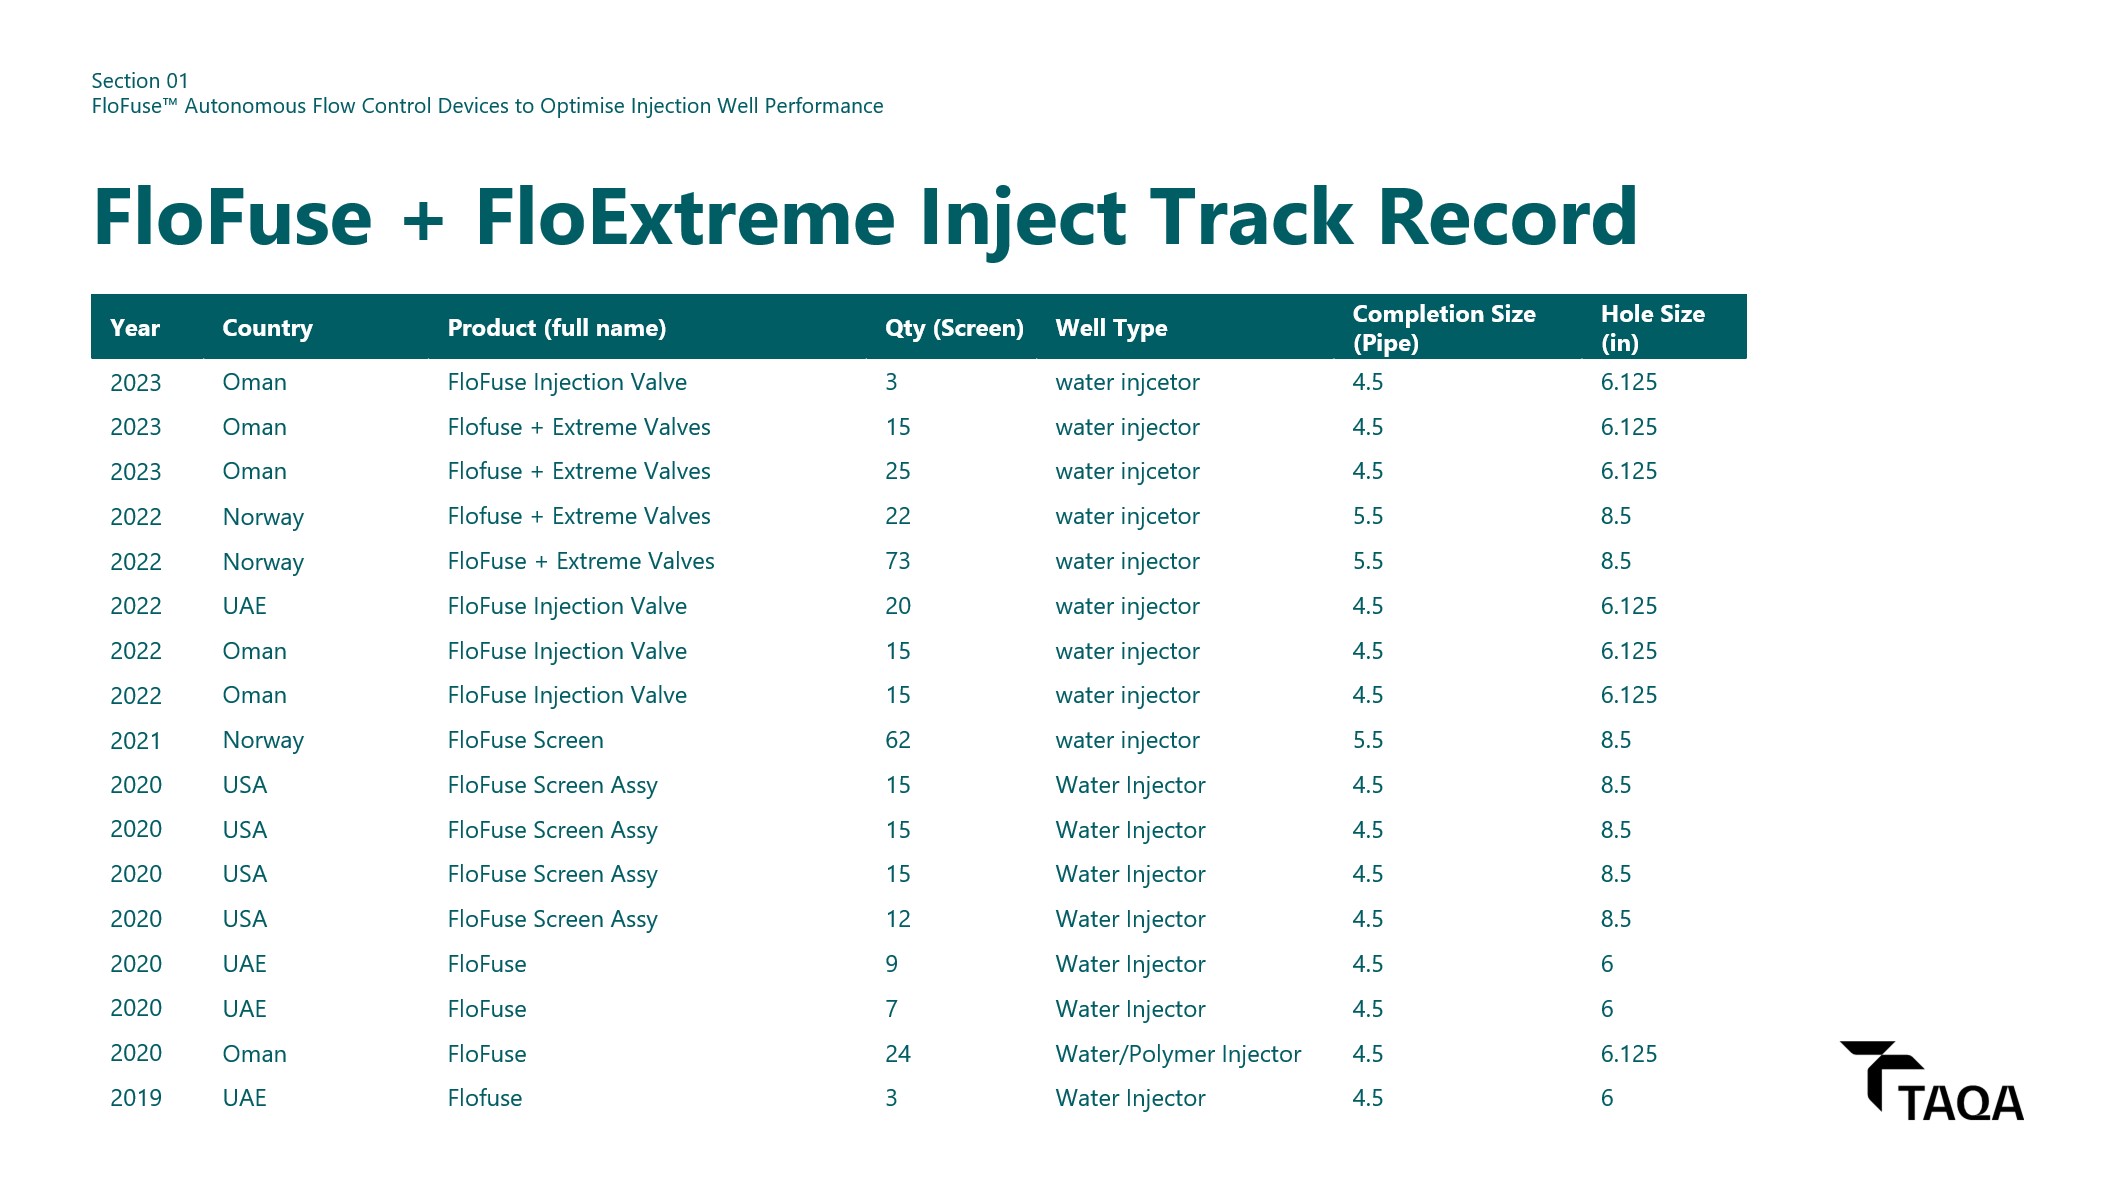 Section 01
FloFuse™ Autonomous Flow Control Devices to Optimise Injection Well Performance
FloFuse + FloExtreme Inject Track Record
Year Country Product (full name) Qty (Screen) Well Type Completion Size (Pipe) Hole Size (in)
2023 Oman FloFuse Injection Valve 3 water injcetor 4.5 6.125
2023 Oman Flofuse + Extreme Valves 15 water injector 4.5 6.125
2023 Oman Flofuse + Extreme Valves 25 water injcetor 4.5 6.125
2022 Norway Flofuse + Extreme Valves 22 water injcetor 5.5 8.5
2022 Norway FloFuse + Extreme Valves 73 water injector 5.5 8.5
2022 UAE FloFuse Injection Valve 20 water injector 4.5 6.125
2022 Oman FloFuse Injection Valve 15 water injector 4.5 6.125
2022 Oman FloFuse Injection Valve 15 water injector 4.5 6.125
2021 Norway FloFuse Screen 62 water injector 5.5 8.5
2020 USA FloFuse Screen Assy 15 Water Injector 4.5 8.5
2020 USA FloFuse Screen Assy 15 Water Injector 4.5 8.5
2020 USA FloFuse Screen Assy 15 Water Injector 4.5 8.5
2020 USA FloFuse Screen Assy 12 Water Injector 4.5 8.5
2020 UAE FloFuse 9 Water Injector 4.5 6
2020 UAE FloFuse 7 Water Injector 4.5 6
2020 Oman FloFuse 24 Water/Polymer Injector 4.5 6.125
2019 UAE Flofuse 3 Water Injector 4.5 6
TAQA